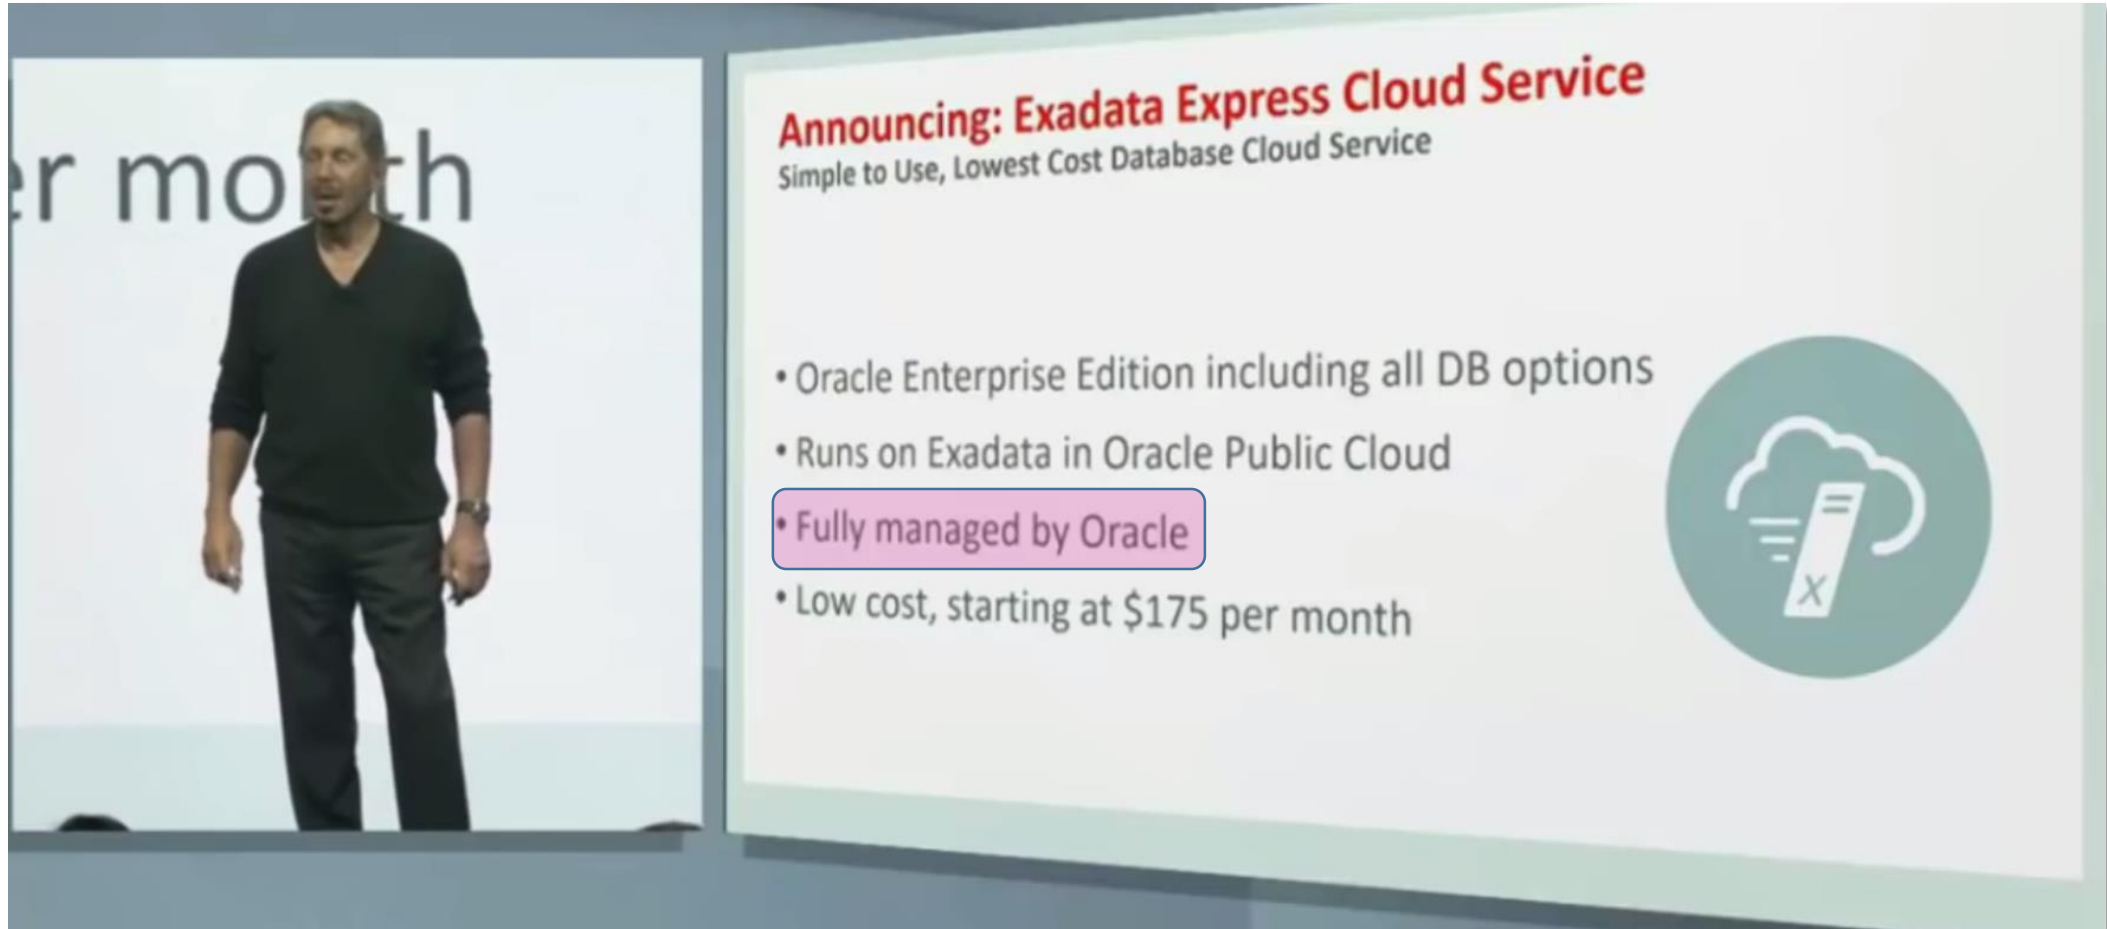 er month
Announcing: Exadata Express Cloud Service
Simple to Use, Lowest Cost Database Cloud Service
• Oracle Enterprise Edition including all DB options
• Runs on Exadata in Oracle Public Cloud
• Fully managed by Oracle
• Low cost, starting at $175 per month
X